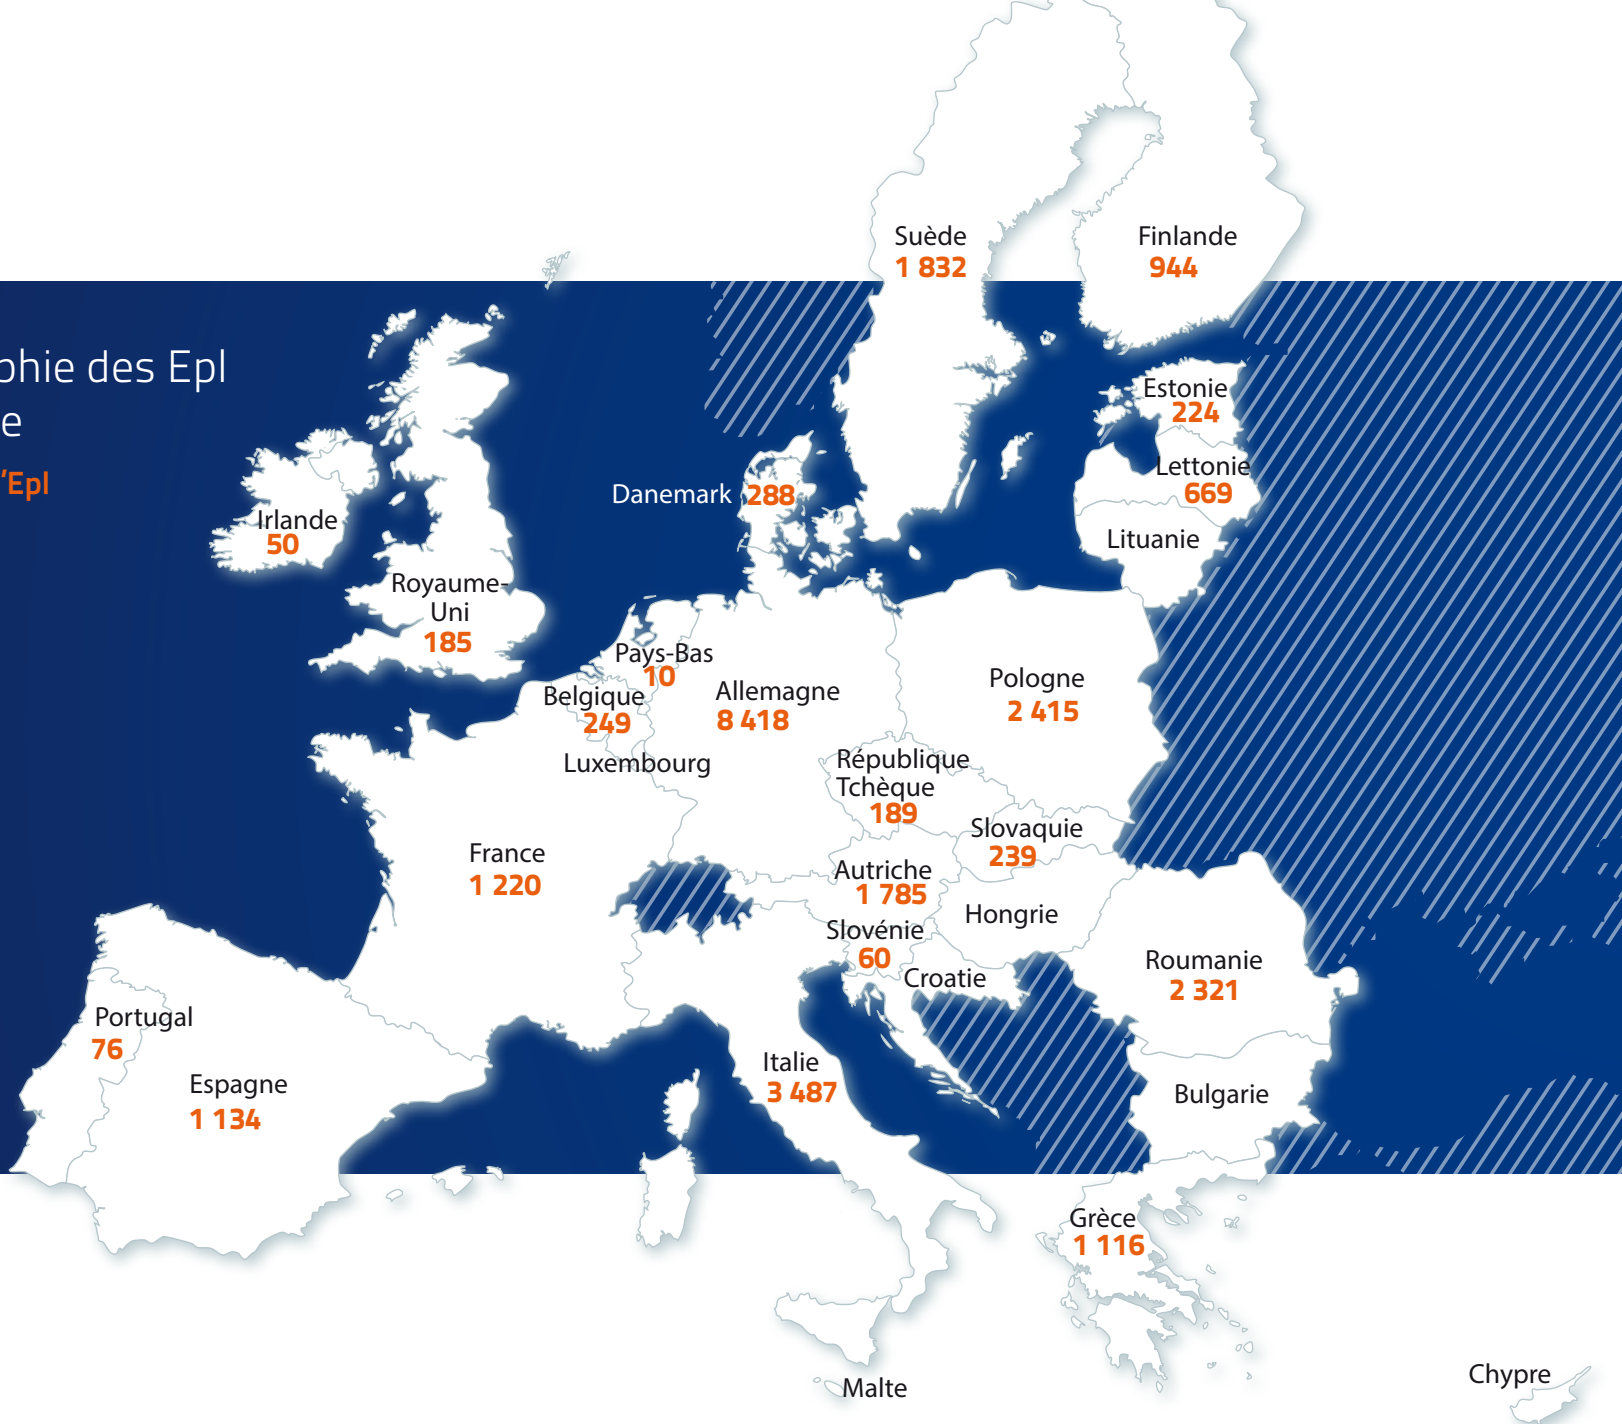 Suède
1 832
Finlande
944
phie des Epl
e
'Epl
Estonie
224
Lettonie
669
Lituanie
Danemark 288
Irlande
50
Royaume-
Uni
185
Pays-Bas
10
Belgique
249
Luxembourg
Allemagne
8 418
Pologne
2 415
République
Tchèque
189
Slovaquie
239
Autriche
1 785
France
1 220
Hongrie
Slovénie
60
Croatie
Roumanie
2 321
Portugal
76
Espagne
1 134
Italie
3 487
Bulgarie
Grèce
1 116
Malte
Chypre